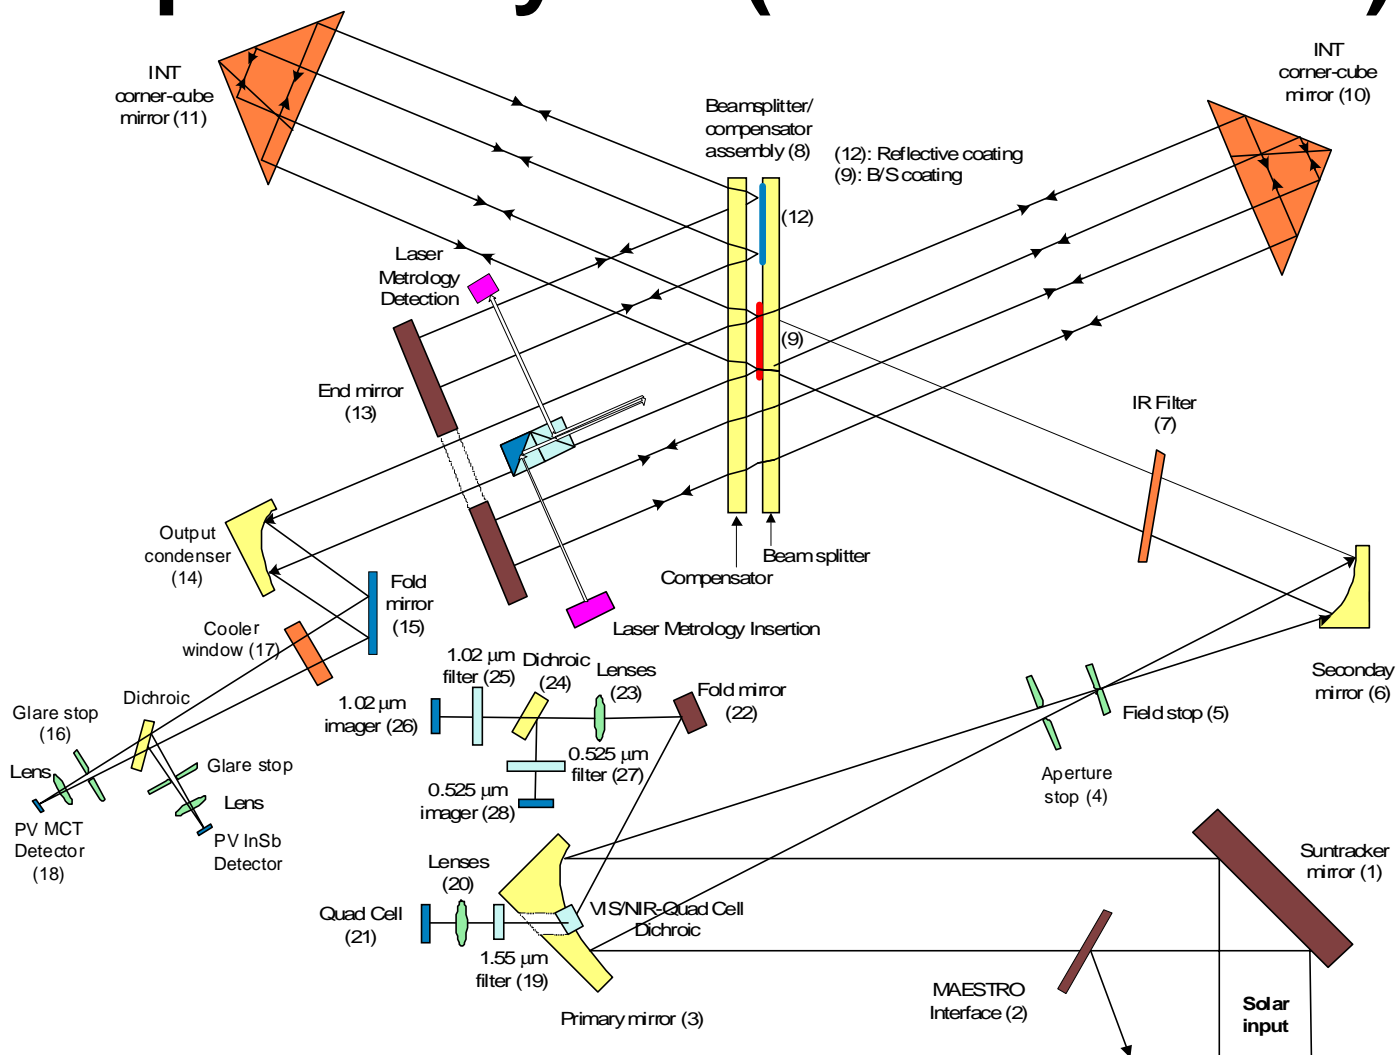 INT
corner-cube
mirror (11)
INT
corner-cube
mirror (10)
Beamsplitter/
compensator
assembly (8)
(12): Reflective coating
(9): B/S coating
(12)
(9)
Laser
Metrology
Detection
End mirror
(13)
IR Filter
(7)
Output
condenser
(14)
Fold
mirror
(15)
Compensator
Beam splitter
Laser Metrology Insertion
Cooler
window (17)
1.02 µm
filter (25)
Dichroic
(24)
Lenses
(23)
Fold mirror
(22)
1.02 µm
imager (26)
0.525 µm
filter (27)
0.525 µm
imager (28)
Seconday
mirror (6)
Field stop (5)
Aperture
stop (4)
Dichroic
Glare stop
(16)
Lens
Glare stop
Lens
PV MCT
Detector
(18)
PV InSb
Detector
Lenses
(20)
Quad Cell
(21)
1.55 µm
filter (19)
VIS/NIR-Quad Cell
Dichroic
Primary mirror (3)
Suntracker
mirror (1)
MAESTRO
Interface (2)
Solar
input